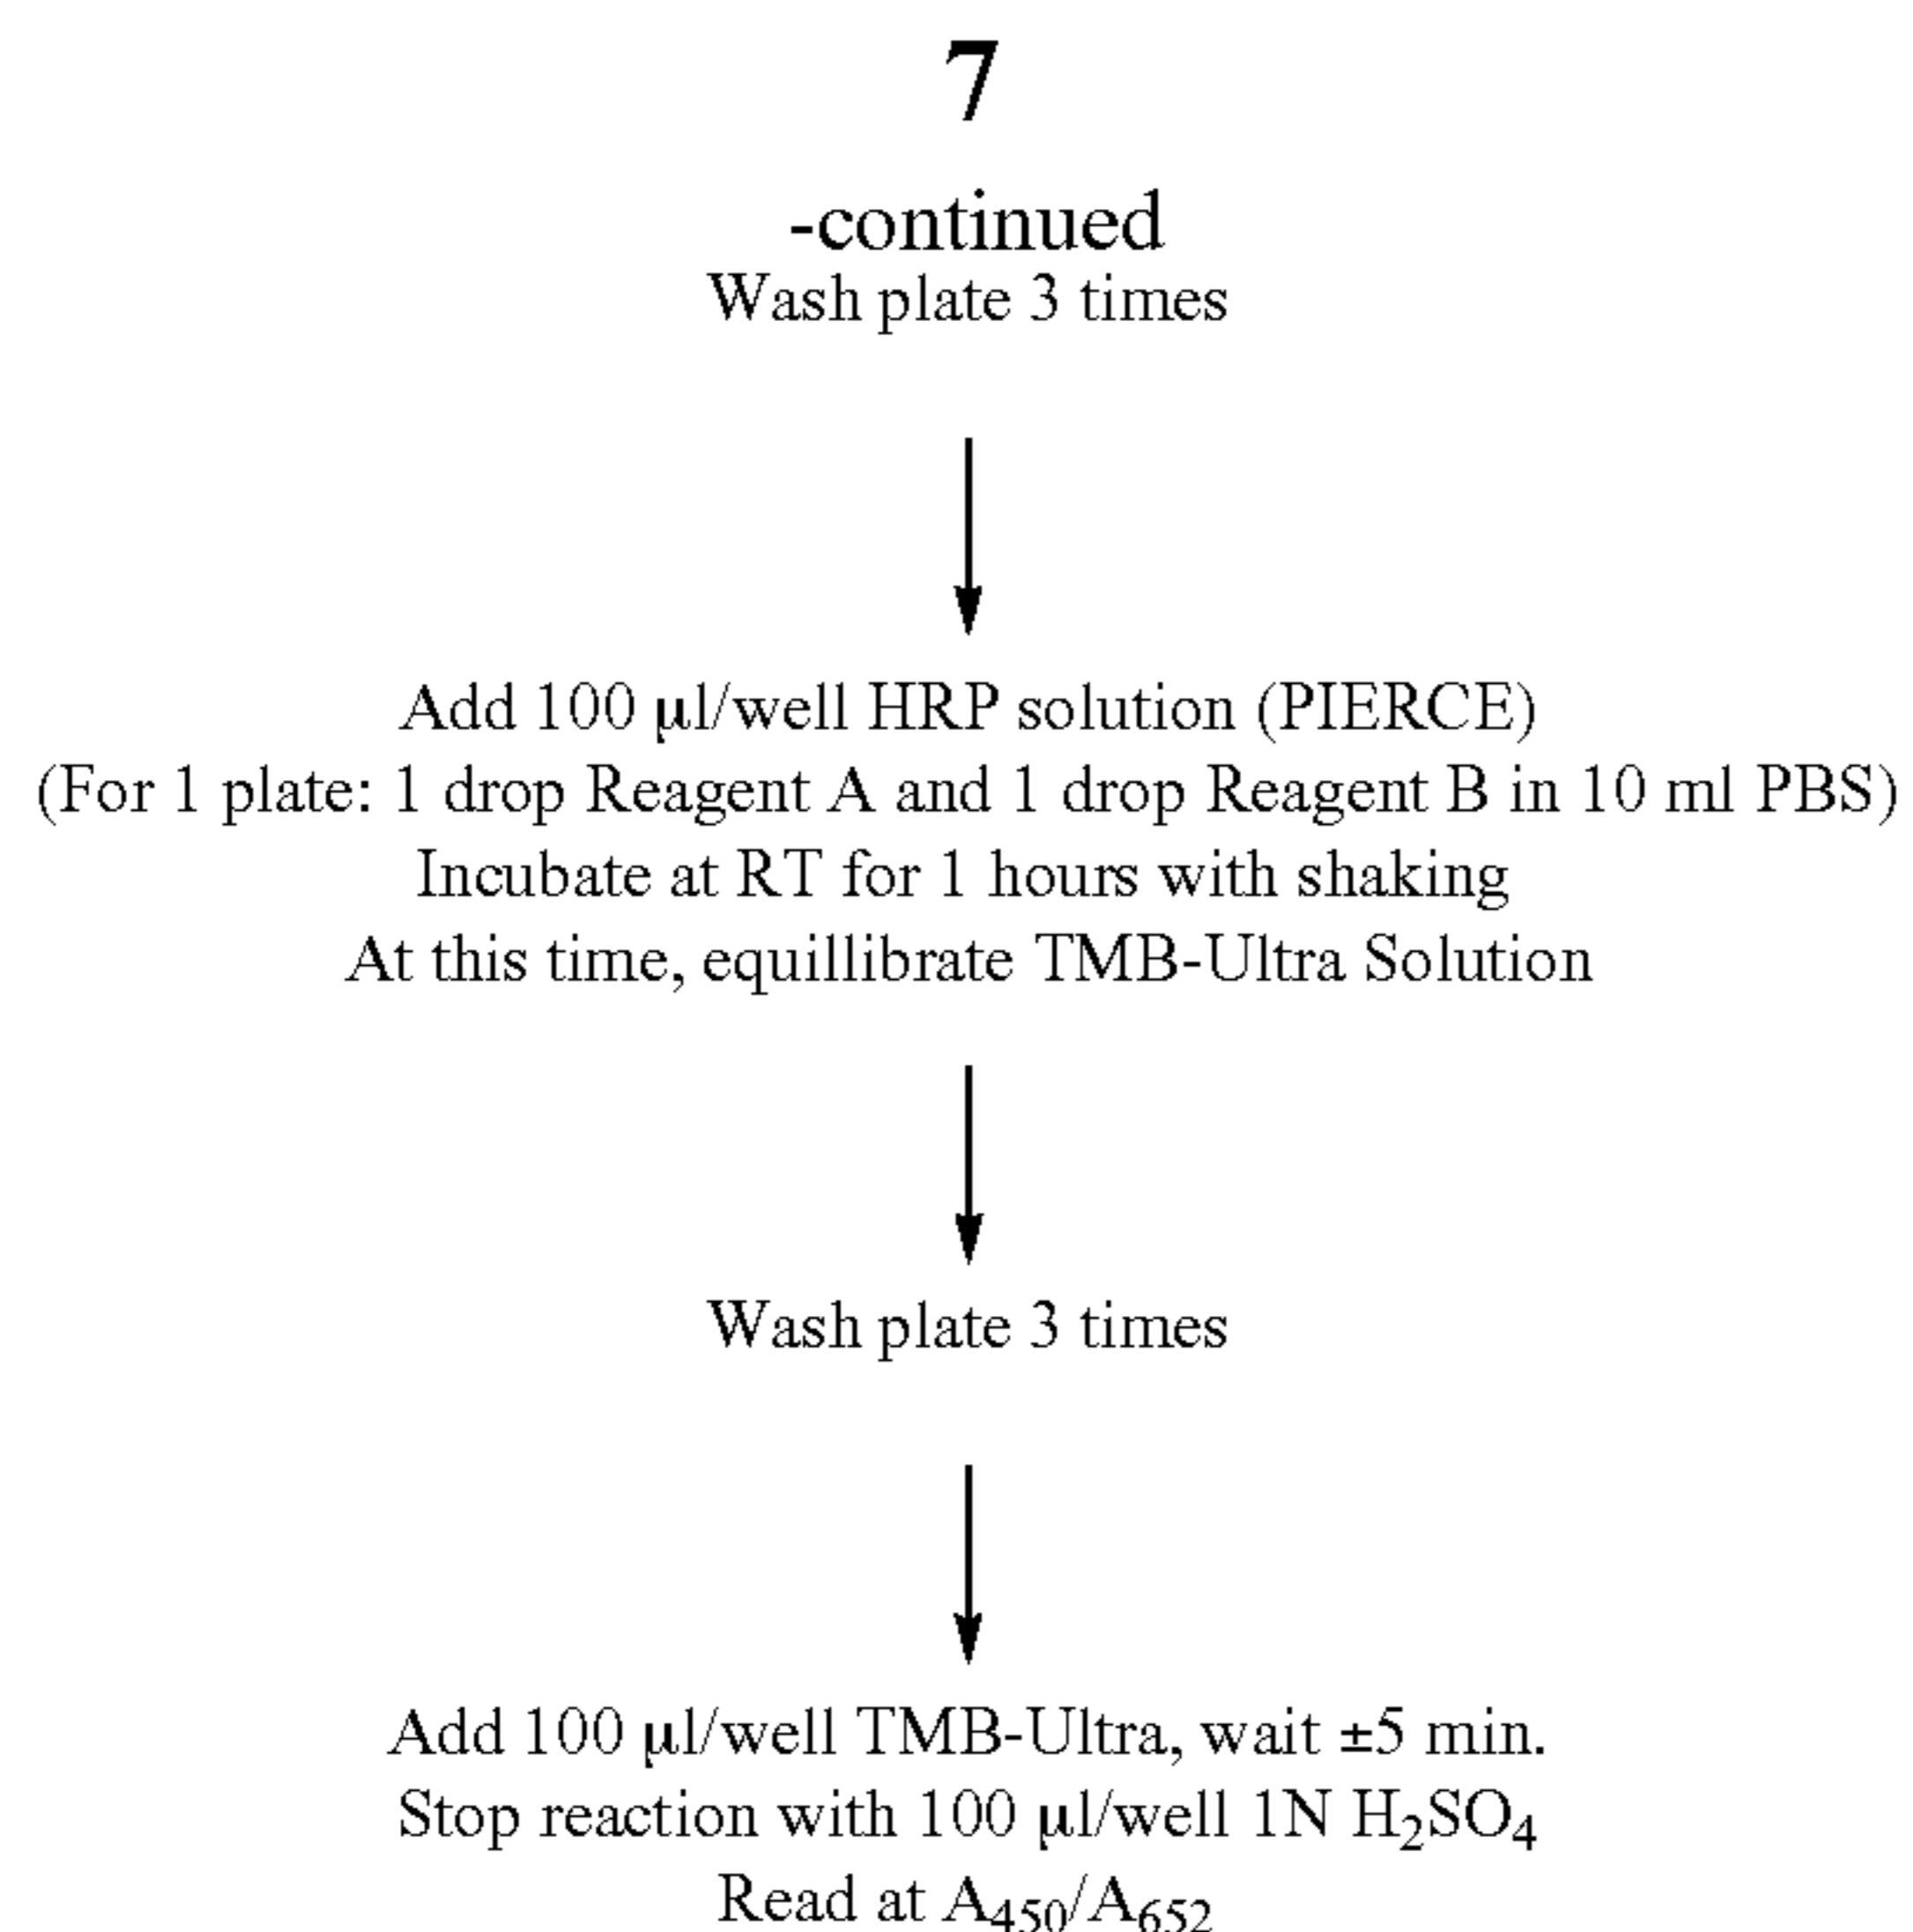 7
-continued
Wash plate 3 times
Add 100 μl/well HRP solution (PIERCE)
(For 1 plate: 1 drop Reagent A and 1 drop Reagent B in 10 ml PBS)
Incubate at RT for 1 hours with shaking
At this time, equillibrate TMB-Ultra Solution
Wash plate 3 times
Add 100 μl/well TMB-Ultra, wait ±5 min.
Stop reaction with 100 μl/well 1N H₂SO₄
Read at A₄₅₀/A₆₅₂